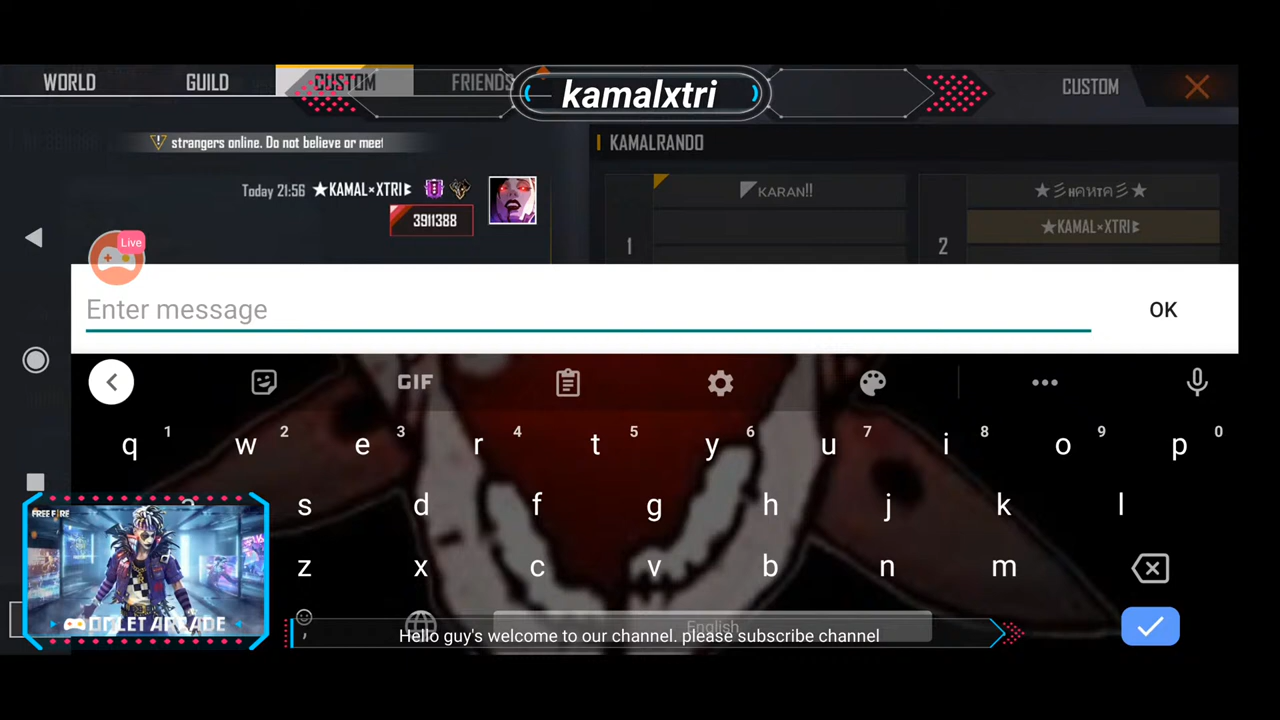 WORLD GUILD CUSTOM FRIENDS
kamalxtri
CUSTOM
strangers online. Do not believe or meet
KAMALRANDO
Today 21:56 ★KAMAL×XTRI
3911388
KARAN!!
★KAMAL×XTRI
1
2
Live
Enter message
OK
GIF
q 1 w 2 e 3 r 4 t 5 y 6 u 7 i 8 o 9 p 0
s d f g h j k l
z x c v b n m
FREE FIRE
English
Hello guy's welcome to our channel. please subscribe channel